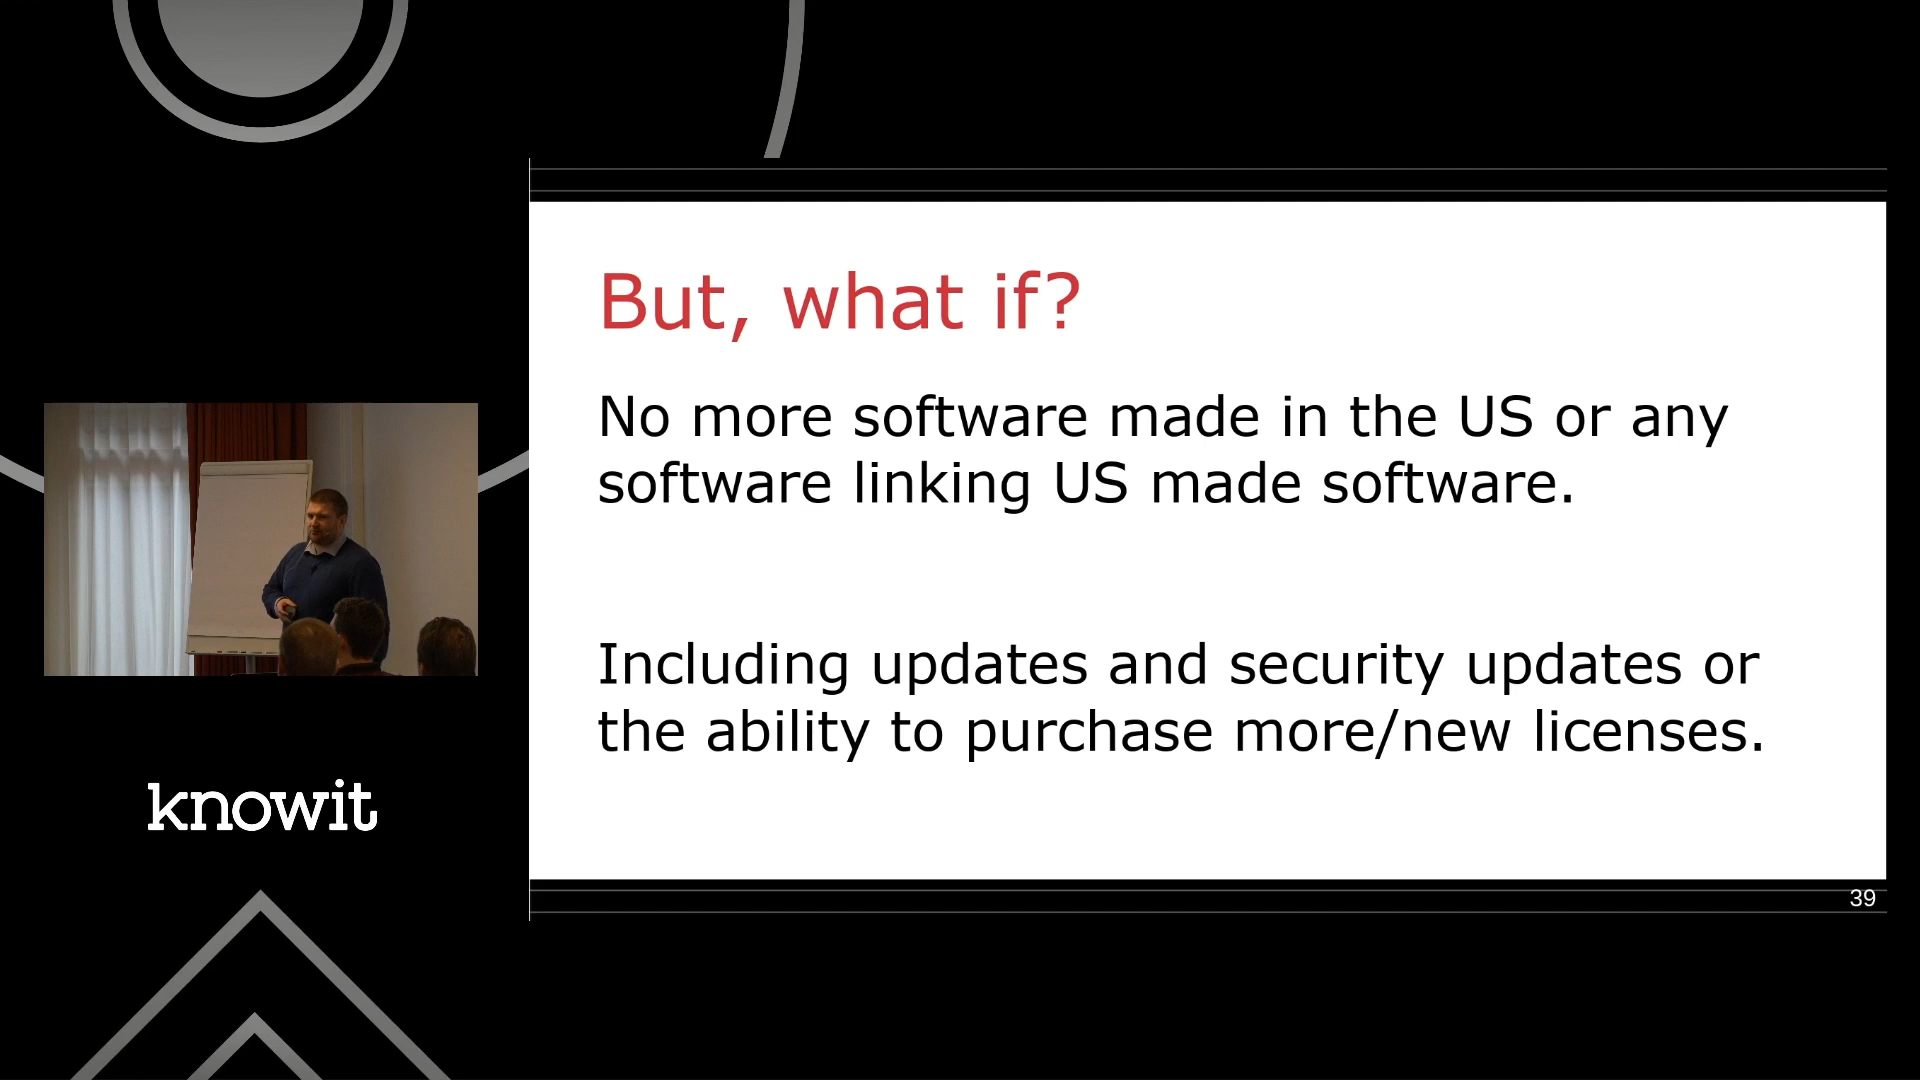 But, what if?
No more software made in the US or any
software linking US made software.
Including updates and security updates or
the ability to purchase more/new licenses.
knowit
39